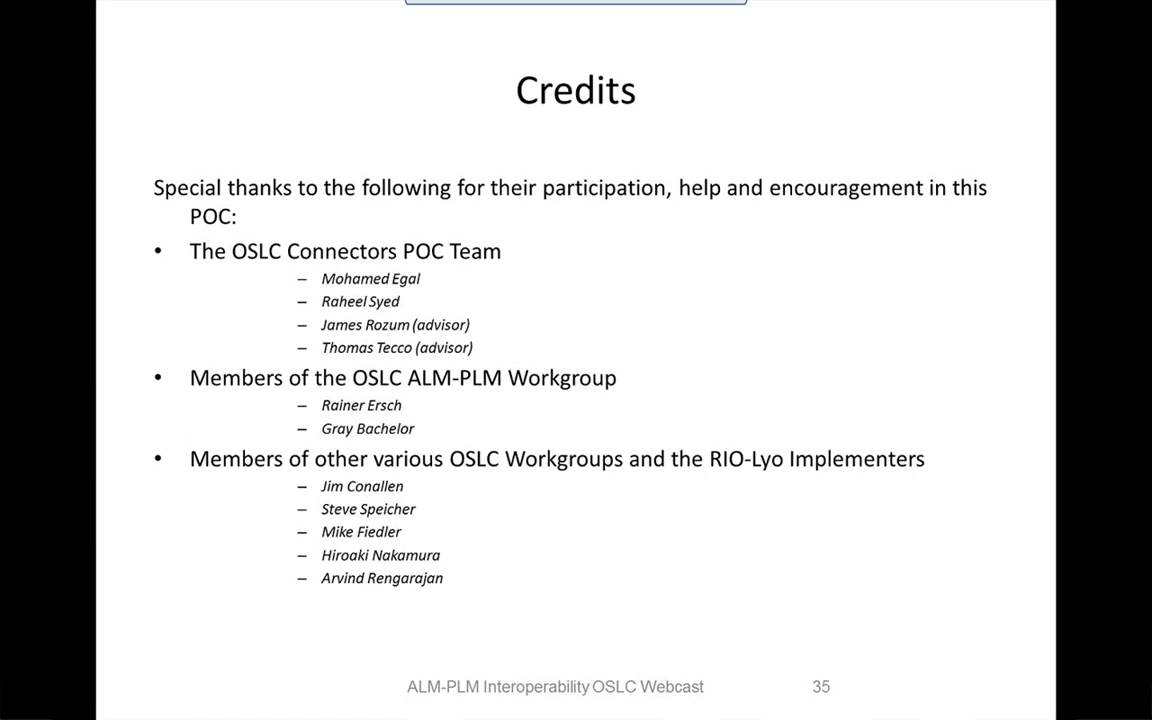 Credits
Special thanks to the following for their participation, help and encouragement in this
POC:
• The OSLC Connectors POC Team
– Mohamed Egal
– Raheel Syed
– James Rozum (advisor)
– Thomas Tecco (advisor)
• Members of the OSLC ALM-PLM Workgroup
– Rainer Ersch
– Gray Bachelor
• Members of other various OSLC Workgroups and the RIO-Lyo Implementers
– Jim Conallen
– Steve Speicher
– Mike Fiedler
– Hiroaki Nakamura
– Arvind Rengarajan
ALM-PLM Interoperability OSLC Webcast 35